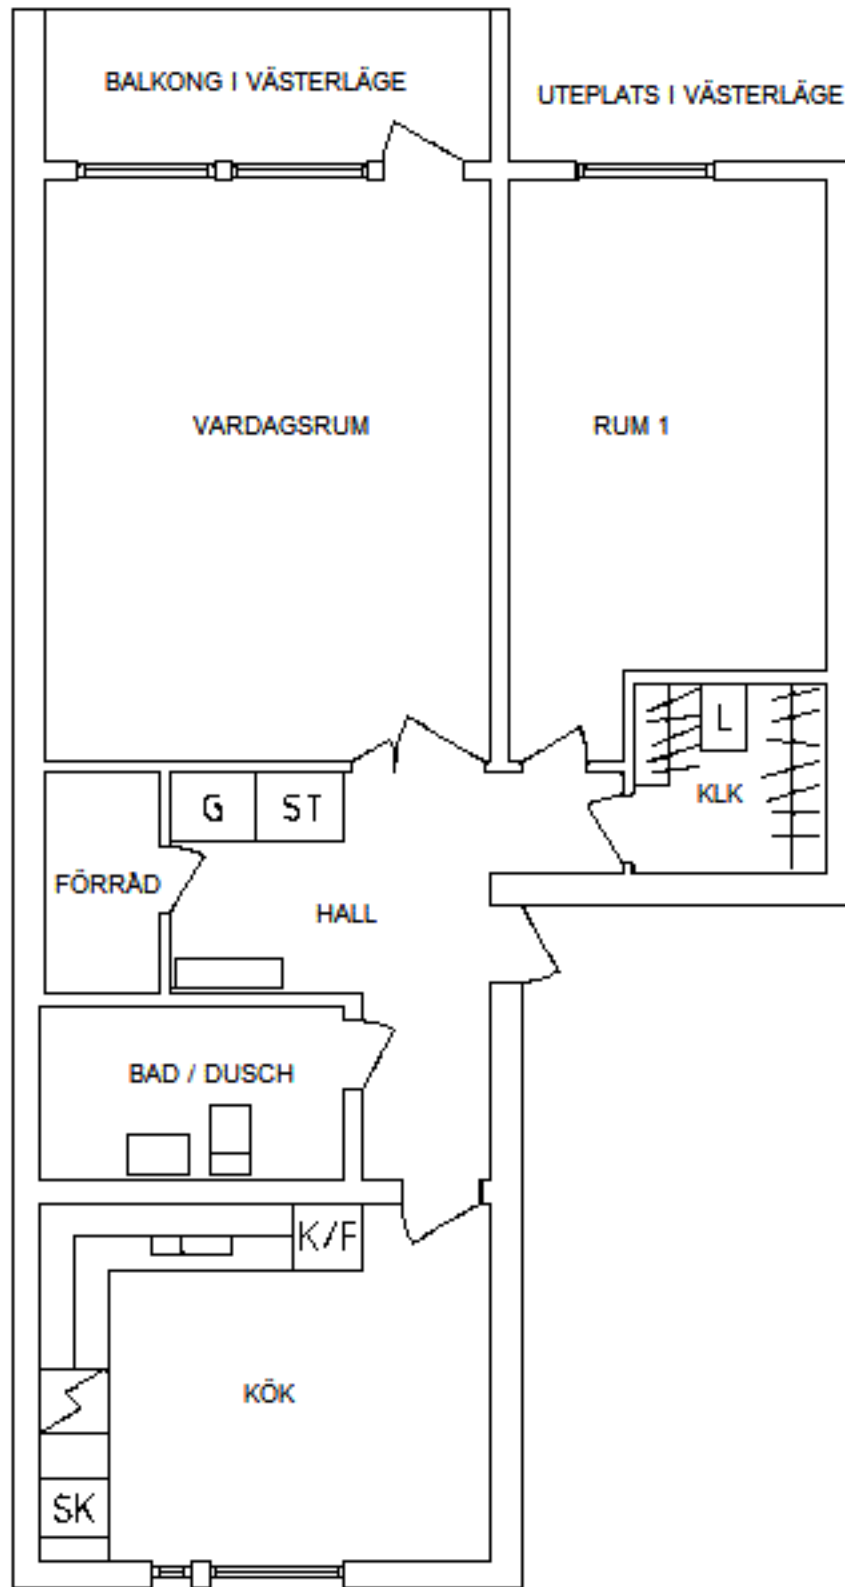 BALKONG I VÄSTERLÄGE
UTEPLATS I VÄSTERLÄGE
VARDAGSRUM
RUM 1
L
KLK
G
ST
FÖRRÅD
HALL
BAD / DUSCH
K/F
KÖK
SK